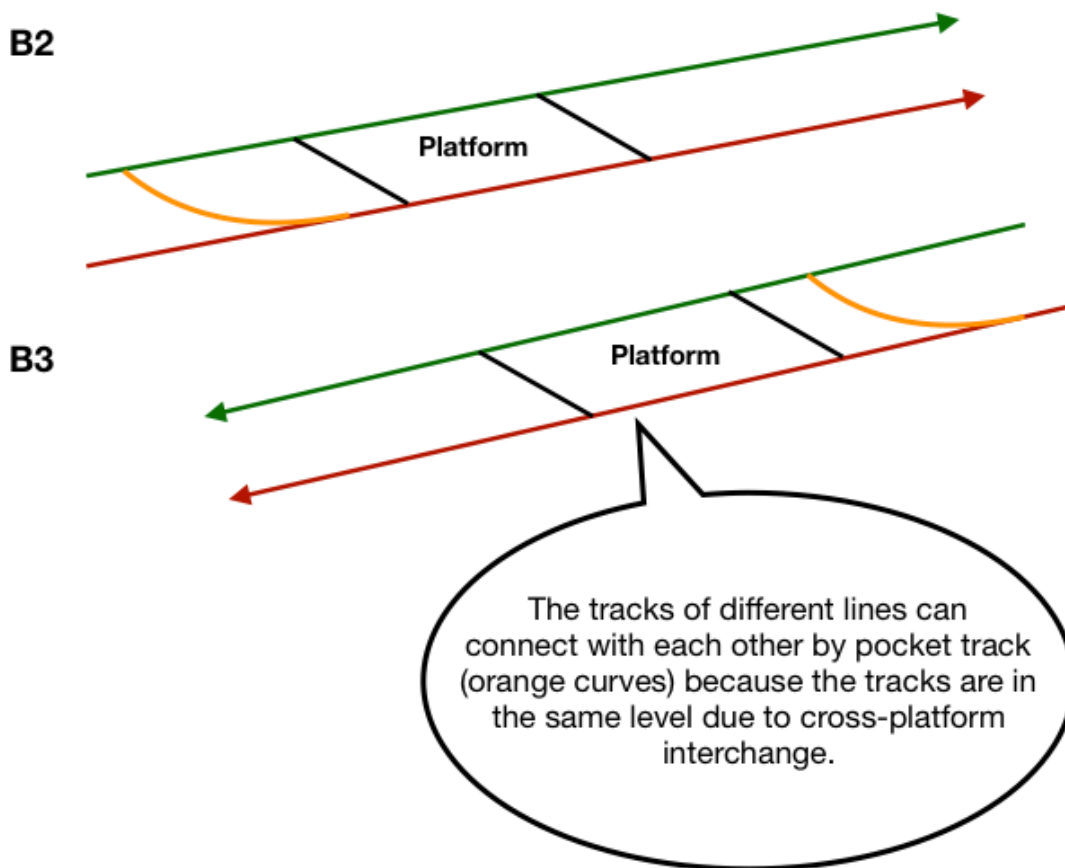 B2
Platform
B3
Platform
The tracks of different lines can
connect with each other by pocket track
(orange curves) because the tracks are in
the same level due to cross-platform
interchange.